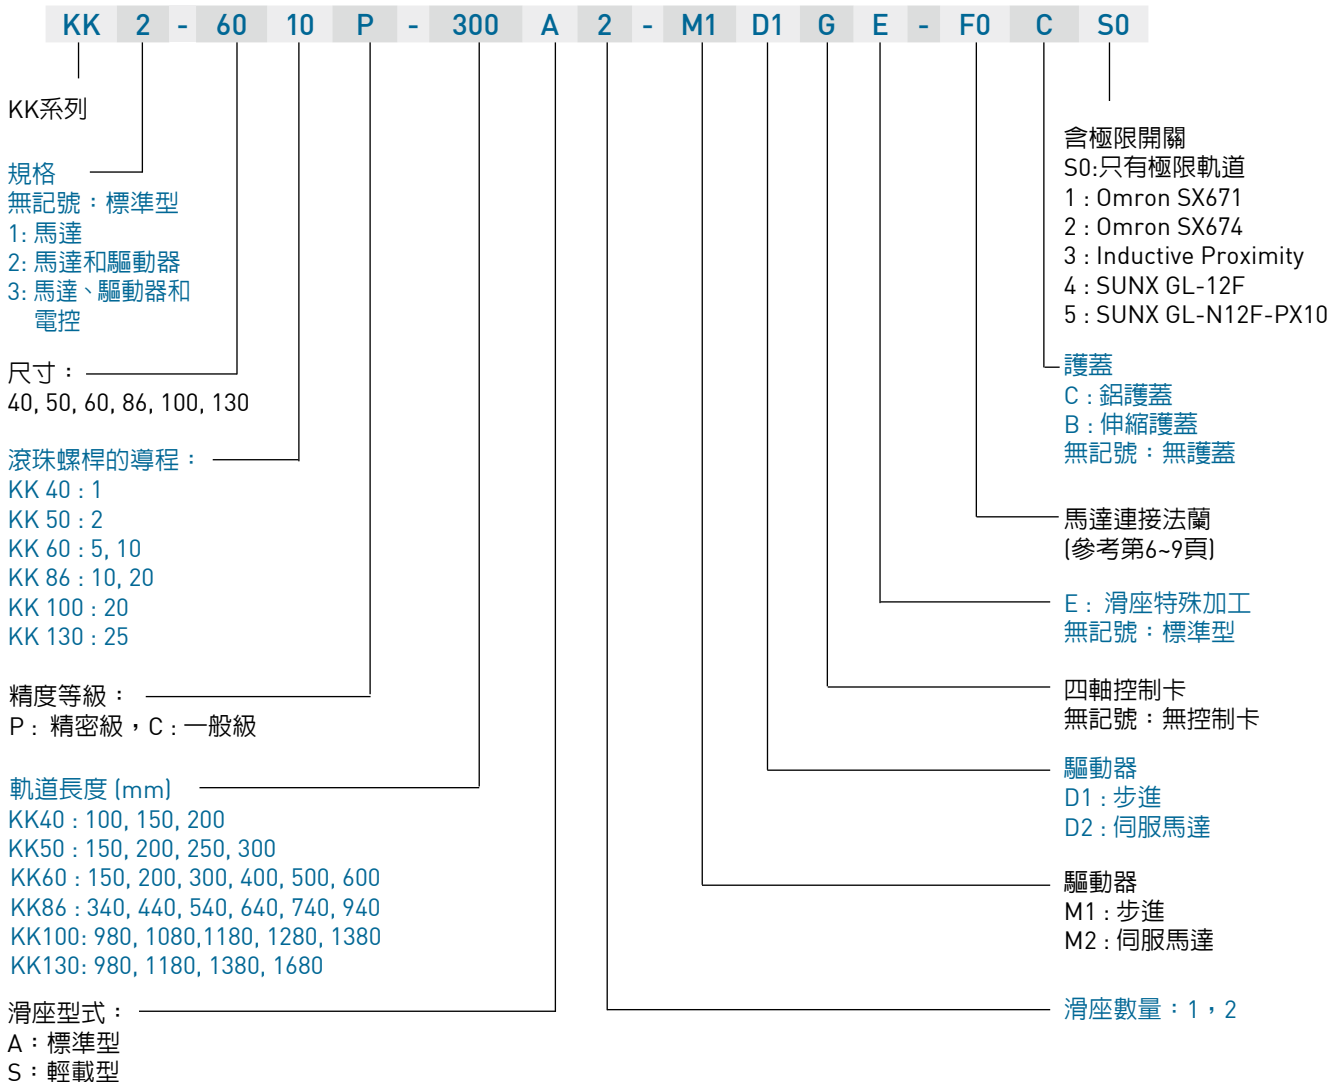 KK 2 - 60 10 P - 300 A 2 - M1 D1 G E - F0 C S0
KK系列
規格
無記號：標準型
1: 馬達
2: 馬達和驅動器
3: 馬達、驅動器和
電控
尺寸：
40, 50, 60, 86, 100, 130
滾珠螺桿的導程：
KK 40 : 1
KK 50 : 2
KK 60 : 5, 10
KK 86 : 10, 20
KK 100 : 20
KK 130 : 25
精度等級：
P : 精密級，C : 一般級
軌道長度 (mm)
KK40 : 100, 150, 200
KK50 : 150, 200, 250, 300
KK60 : 150, 200, 300, 400, 500, 600
KK86 : 340, 440, 540, 640, 740, 940
KK100: 980, 1080,1180, 1280, 1380
KK130: 980, 1180, 1380, 1680
滑座型式：
A：標準型
S：輕載型
含極限開關
S0:只有極限軌道
1 : Omron SX671
2 : Omron SX674
3 : Inductive Proximity
4 : SUNX GL-12F
5 : SUNX GL-N12F-PX10
護蓋
C : 鋁護蓋
B : 伸縮護蓋
無記號：無護蓋
馬達連接法蘭
(參考第6~9頁)
E : 滑座特殊加工
無記號：標準型
四軸控制卡
無記號：無控制卡
驅動器
D1 : 步進
D2 : 伺服馬達
驅動器
M1 : 步進
M2 : 伺服馬達
滑座數量：1，2